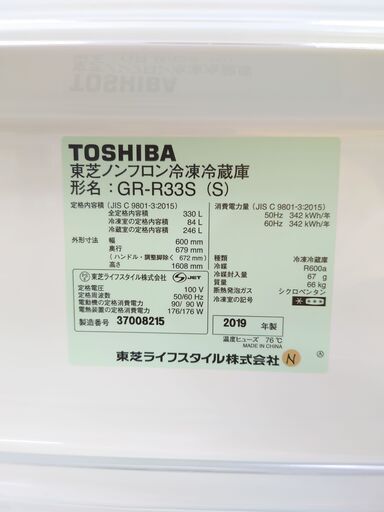 TOSHIBA
東芝ノンフロン冷凍冷蔵庫
形名：GR-R33S（S）
定格内容積（JIS C 9801-3:2015）
全定格内容積 330 L
冷凍室の定格内容積 84 L
冷蔵室の定格内容積 246 L
外形寸法 幅 600 mm
奥行 679 mm
（ハンドル・調整脚除く 672 mm）
高さ 1608 mm
東芝ライフスタイル株式会社 JET
定格電圧 100 V
定格周波数 50/60 Hz
電動機の定格消費電力 90/ 90 W
電熱装置の定格消費電力 176/176 W
製造番号 37008215
消費電力量（JIS C 9801-3:2015）
50Hz 342 kWh/年
60Hz 342 kWh/年
種類 冷凍冷蔵庫
冷媒 R600a
冷媒封入量 67 g
質量 66 kg
断熱発泡ガス シクロペンタン
冷凍室の記号
2019 年製
温度ヒューズ 76℃
MADE IN CHINA
東芝ライフスタイル株式会社 N